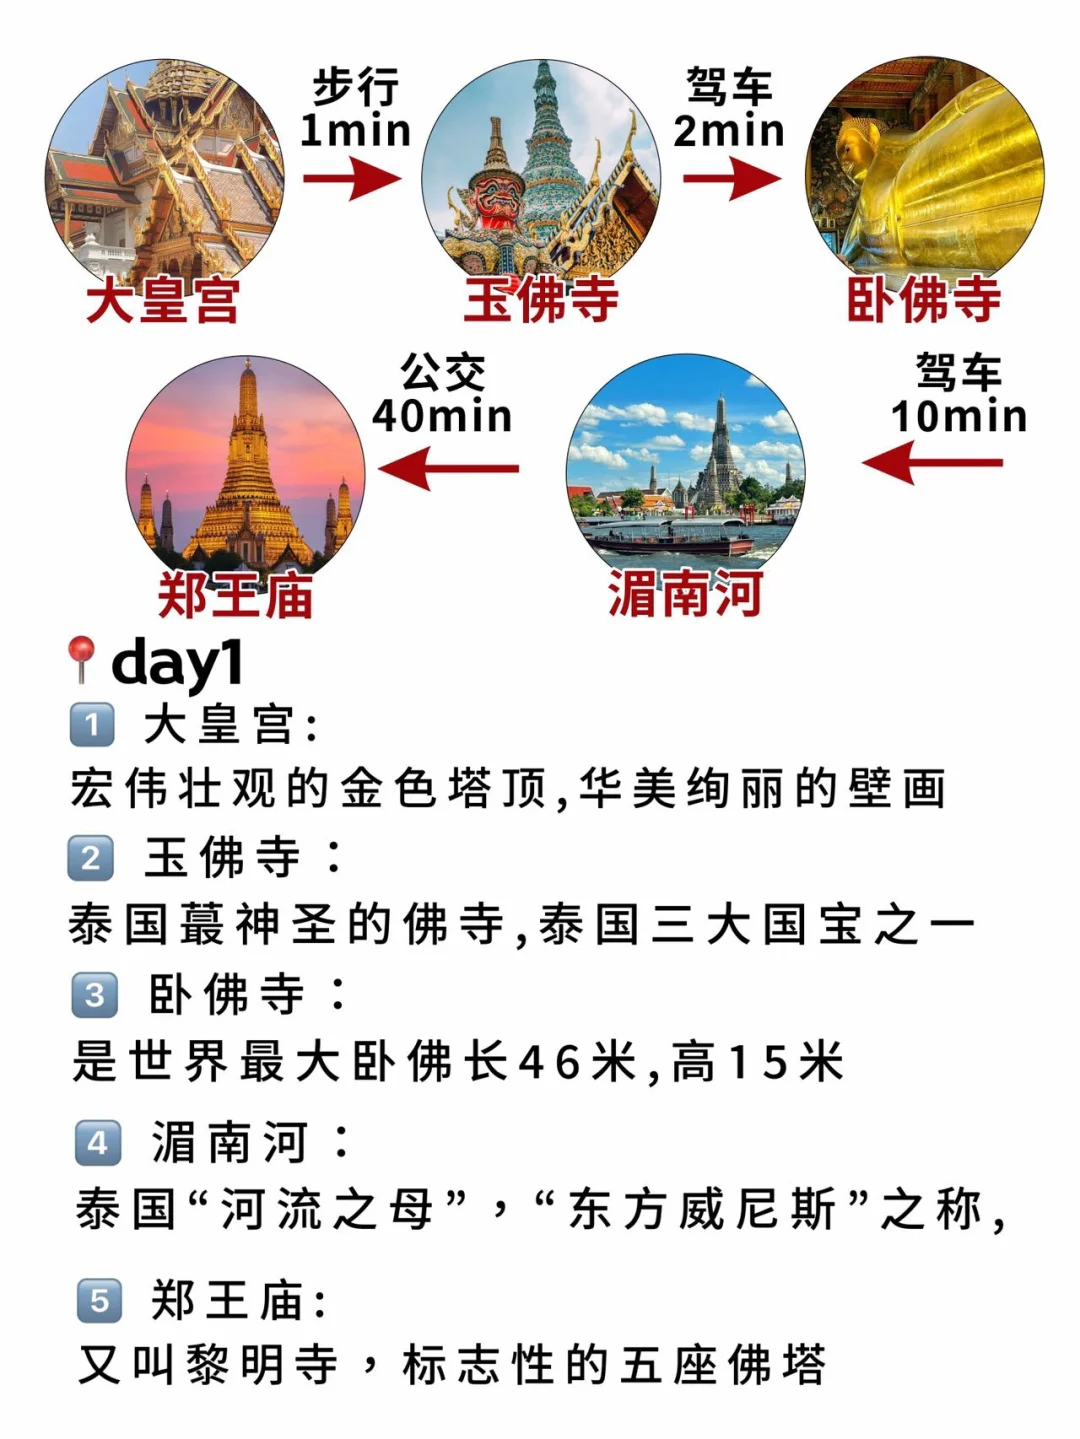 步行
1min
驾车
2min
大皇宫
玉佛寺
卧佛寺
驾车
10min
公交
40min
湄南河
郑王庙
day1
1 大皇宫:
宏伟壮观的金色塔顶,华美绚丽的壁画
2 玉佛寺：
泰国蕞神圣的佛寺,泰国三大国宝之一
3 卧佛寺：
是世界最大卧佛长46米,高15米
4 湄南河：
泰国“河流之母”，“东方威尼斯”之称,
5 郑王庙:
又叫黎明寺，标志性的五座佛塔